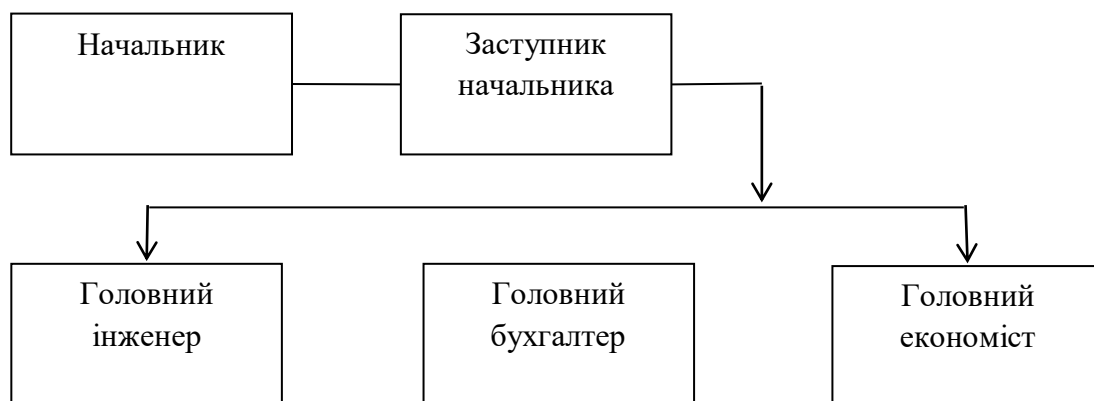 Начальник
Заступник
начальника
Головний
інженер
Головний
бухгалтер
Головний
економіст